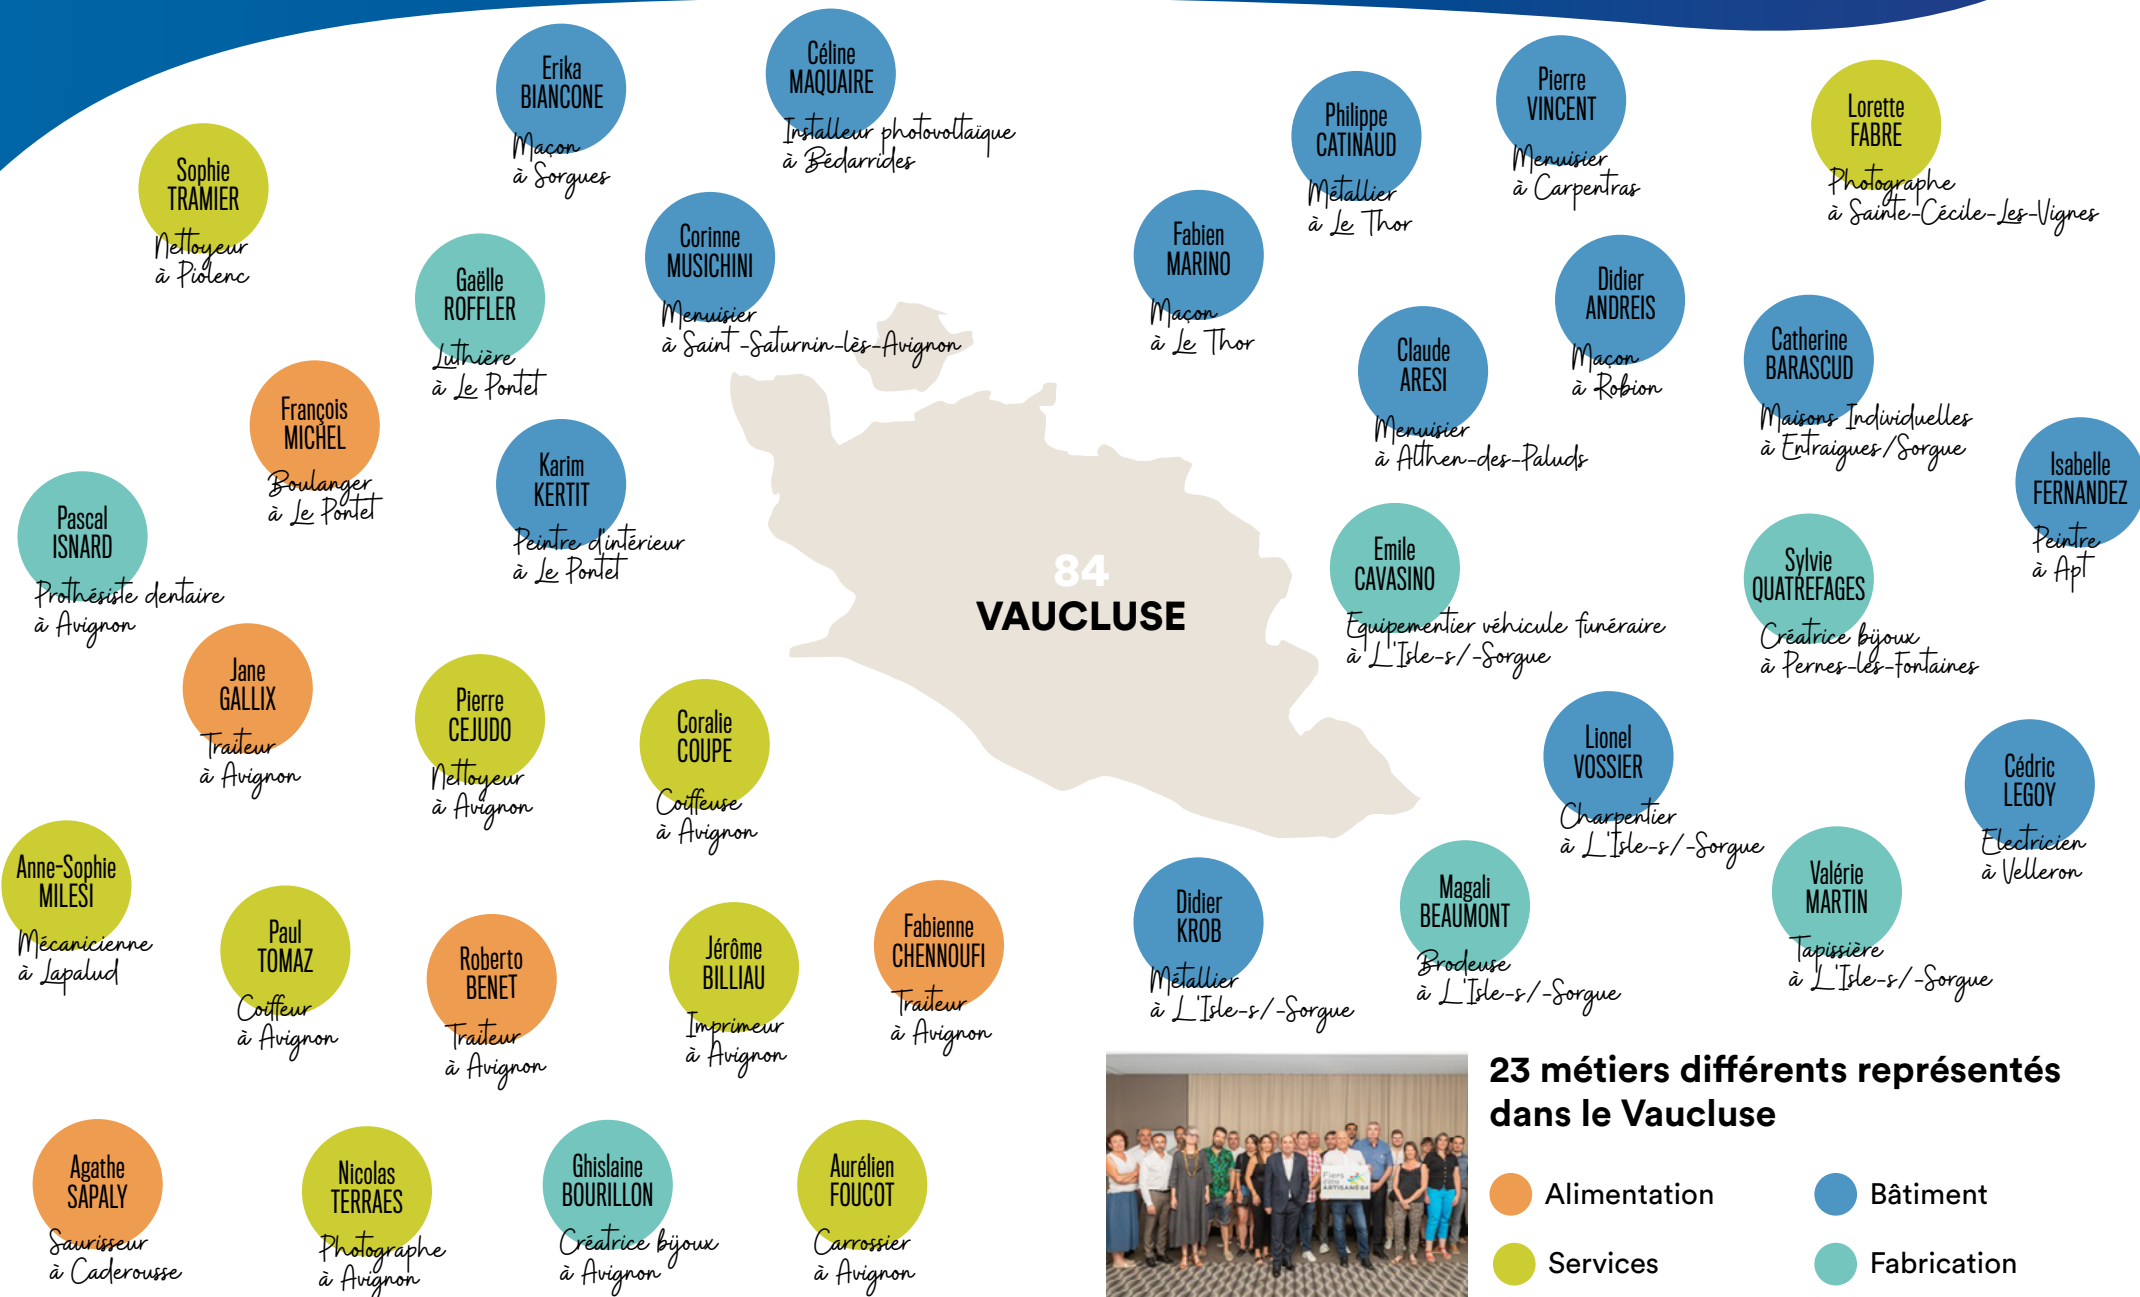 Erika
BIANCONE
Maçon
à Sorgues
Céline
MAQUAIRE
Installeur photovoltaïque
à Bédarrides
Philippe
CATINAUD
Métallier
à Le Thor
Pierre
VINCENT
Menuisier
à Carpentras
Lorette
FABRE
Photographe
à Sainte-Cécile-Les-Vignes
Sophie
TRAMIER
Nettoyeur
à Piolenc
Gaëlle
ROFFLER
Luthière
à Le Pontet
Corinne
MUSICHINI
Menuisier
à Saint-Saturnin-lès-Avignon
Fabien
MARINO
Maçon
à Le Thor
Claude
ARESI
Menuisier
à Althen-des-Paluds
Didier
ANDREIS
Maçon
à Robion
Catherine
BARASCUD
Maisons Individuelles
à Entraigues/Sorgue
Isabelle
FERNANDEZ
Peintre
à Apt
François
MICHEL
Boulanger
à Le Pontet
Karim
KERTIT
Peintre d'intérieur
à Le Pontet
Pascal
ISNARD
Prothésiste dentaire
à Avignon
84
VAUCLUSE
Emile
CAVASINO
Equipementier véhicule funéraire
à L'Isle-s/-Sorgue
Sylvie
QUATREFAGES
Créatrice bijoux
à Pernes-les-Fontaines
Jane
GALLIX
Traiteur
à Avignon
Pierre
CEJUDO
Nettoyeur
à Avignon
Coralie
COUPE
Coiffeuse
à Avignon
Lionel
VOSSIER
Charpentier
à L'Isle-s/-Sorgue
Cédric
LEGOY
Electricien
à Velleron
Anne-Sophie
MILESI
Mécanicienne
à Lapalud
Paul
TOMAZ
Coiffeur
à Avignon
Roberto
BENET
Traiteur
à Avignon
Jérôme
BILLIAU
Imprimeur
à Avignon
Fabienne
CHENNOUFI
Traiteur
à Avignon
Didier
KROB
Métallier
à L'Isle-s/-Sorgue
Magali
BEAUMONT
Brodeuse
à L'Isle-s/-Sorgue
Valérie
MARTIN
Tapissière
à L'Isle-s/-Sorgue
Agathe
SAPALY
Saurisseur
à Caderousse
Nicolas
TERRAES
Photographe
à Avignon
Ghislaine
BOURILLON
Créatrice bijoux
à Avignon
Aurélien
FOUCOT
Carrossier
à Avignon
Fiers
d'être
ARTISANS84
23 métiers différents représentés
dans le Vaucluse
Alimentation
Bâtiment
Services
Fabrication